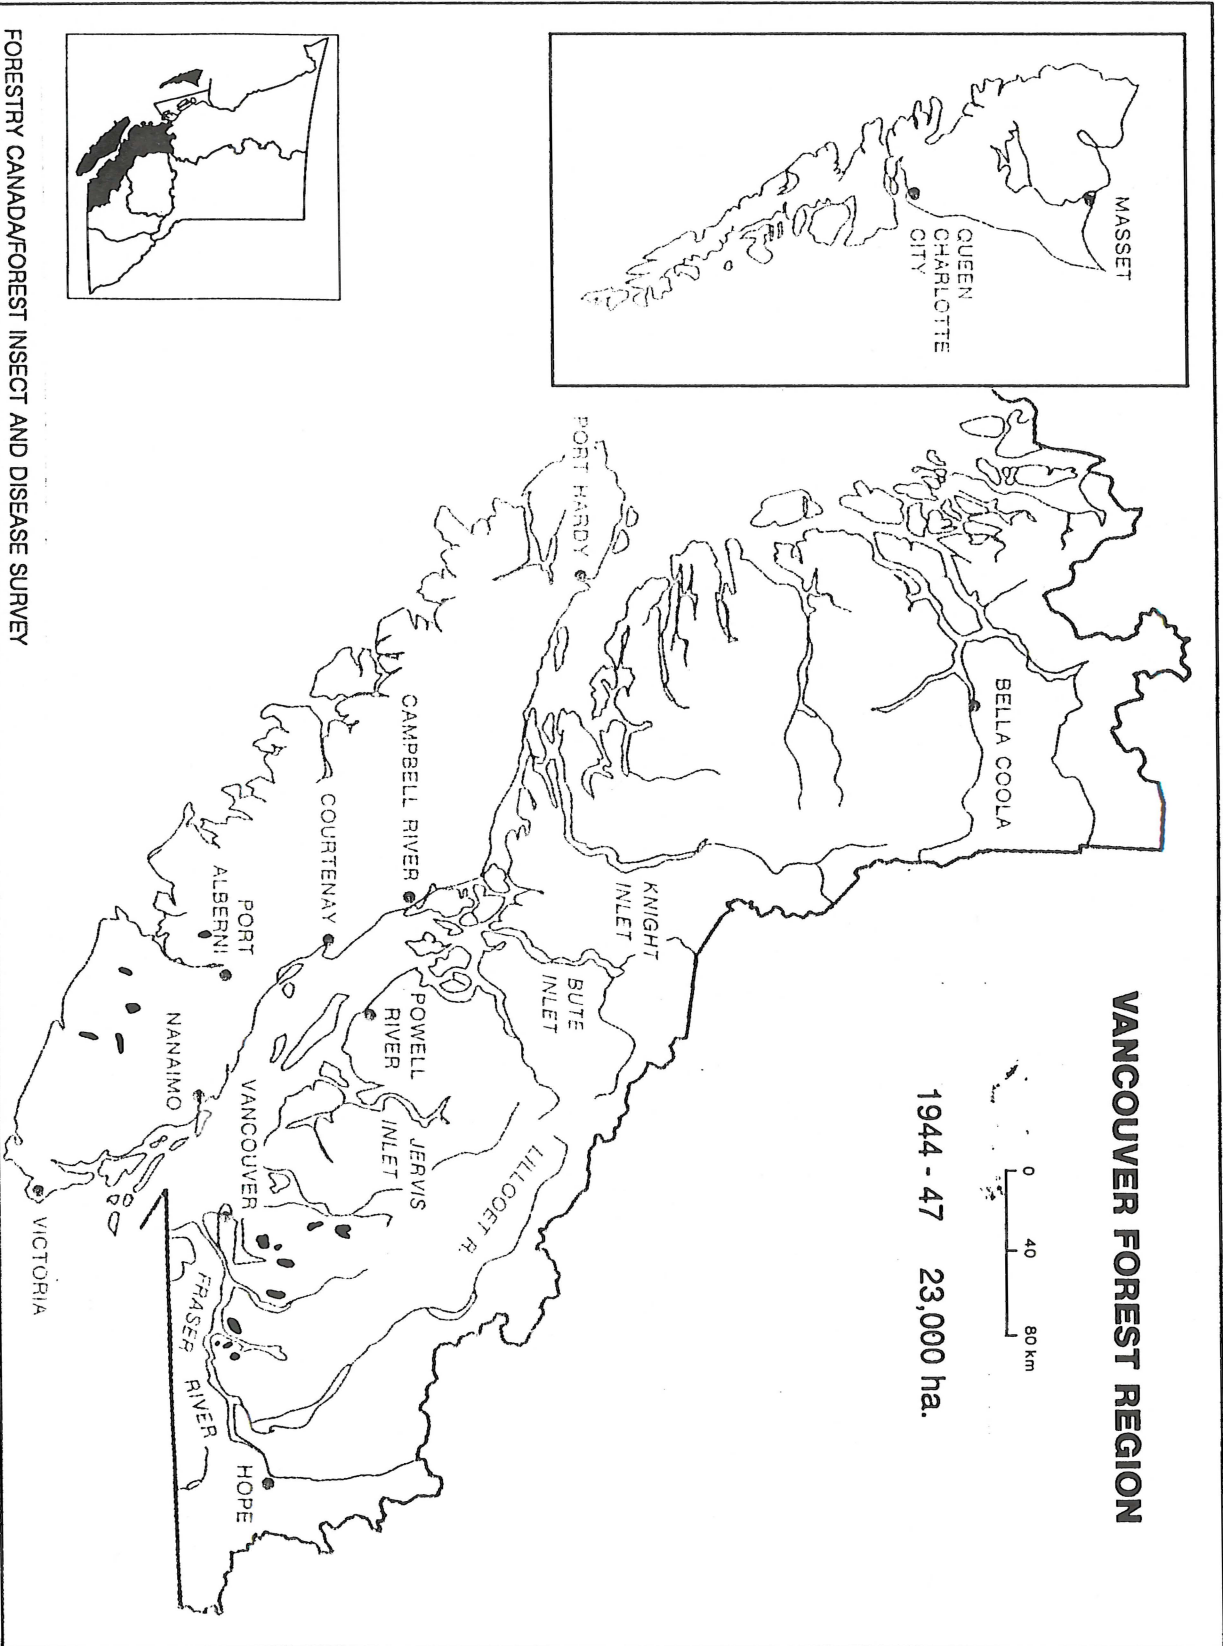 VANCOUVER FOREST REGION
0 40 80 km
1944 - 47 23,000 ha.
MASSET
QUEEN
CHARLOTTE
CITY
BELLA COOLA
PORT HARDY
KNIGHT
INLET
BUTE
INLET
CAMPBELL RIVER
COURTENAY
POWELL
RIVER
JERVIS
INLET
LILLOOET R.
PORT
ALBERNI
NANAIMO
VANCOUVER
FRASER RIVER
HOPE
VICTORIA
FORESTRY CANADA/FOREST INSECT AND DISEASE SURVEY